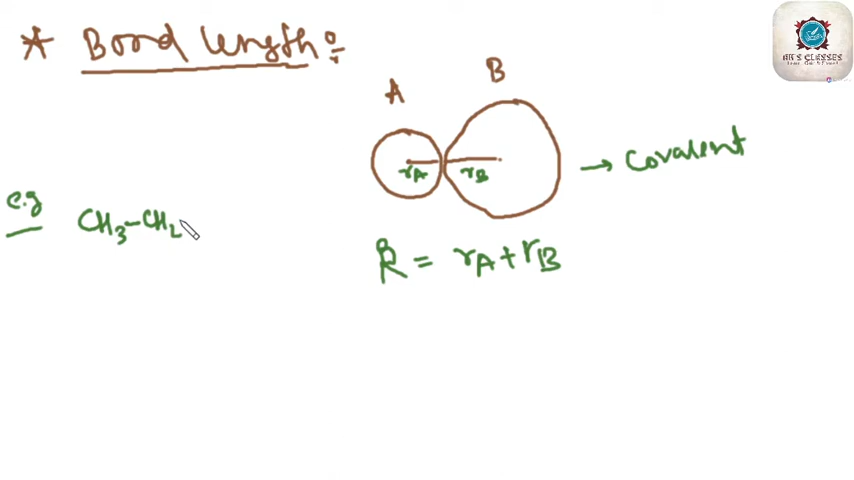 * Bond length :-
A
B
rA
rB
→ Covalent
e.g
CH3-CH2
R = rA + rB